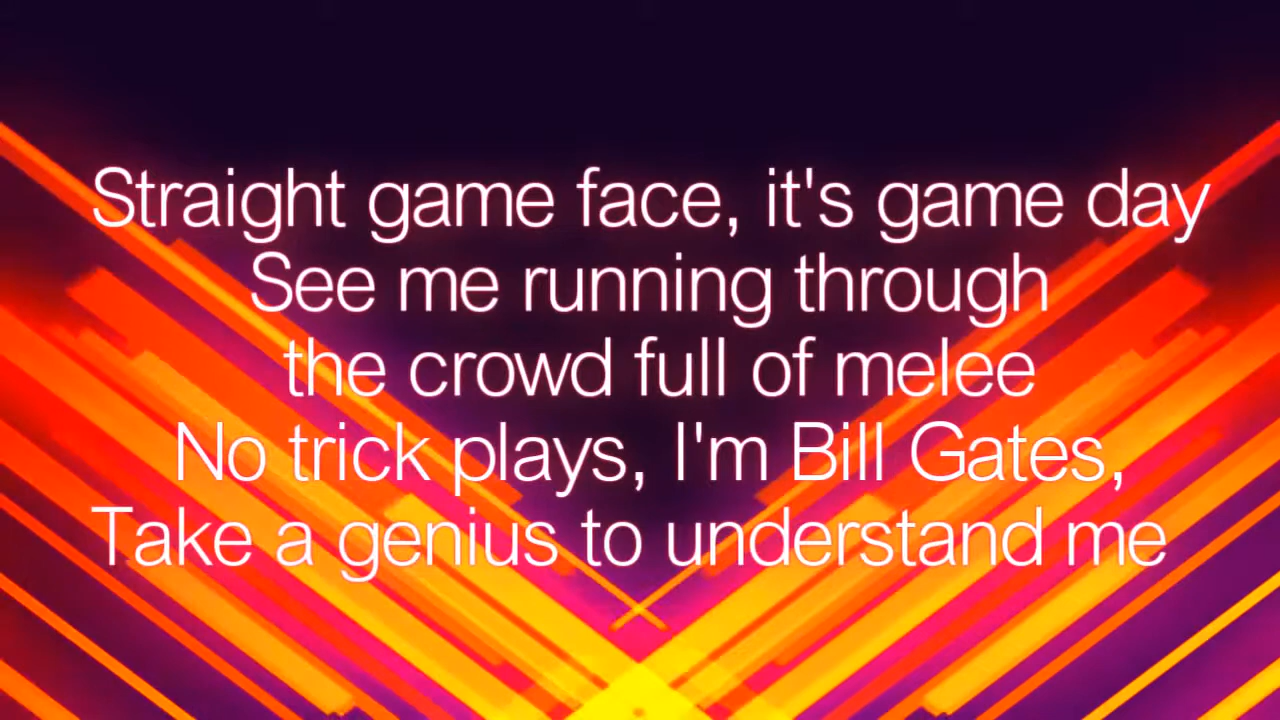 Straight game face, it's game day
See me running through
the crowd full of melee
No trick plays, I'm Bill Gates,
Take a genius to understand me